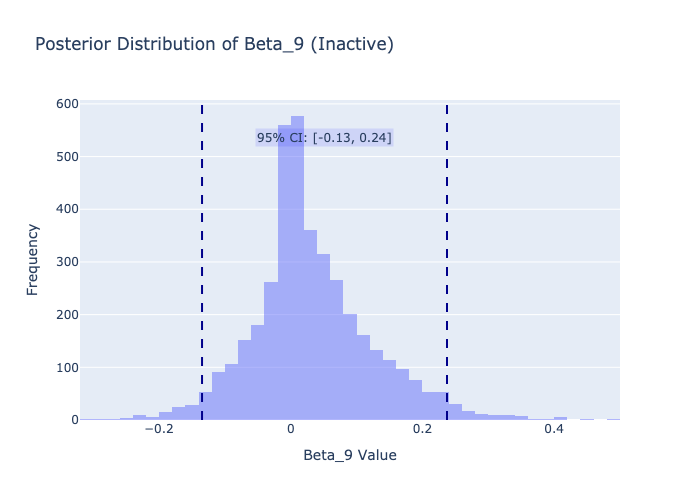 Posterior Distribution of Beta_9 (Inactive)
600
95% CI: [-0.13, 0.24]
500
400
Frequency
300
200
100
0
−0.2 0 0.2 0.4
Beta_9 Value